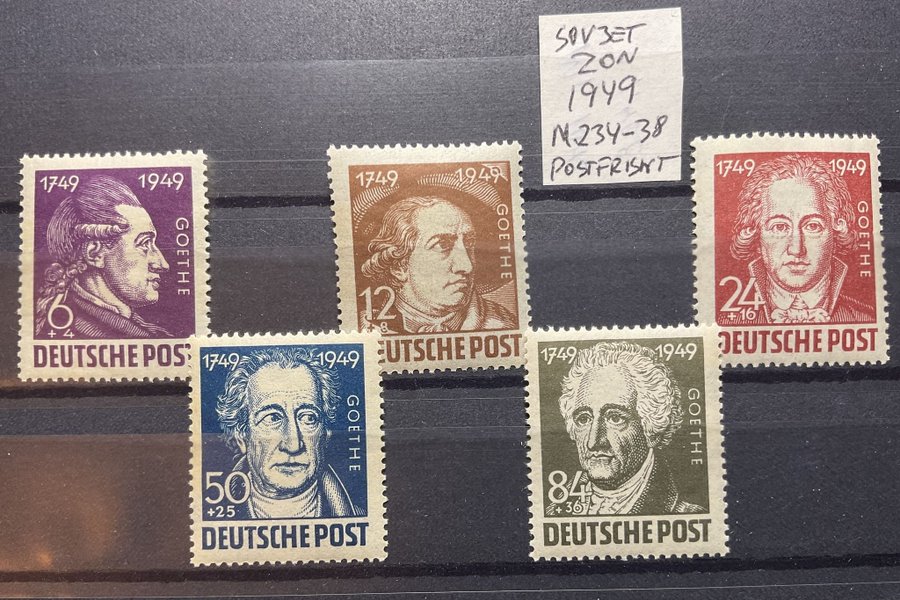 SOVJET
ZON
1949
M.234-38
POSTFRISKT
1749 1949
GOETHE
6
+4
DEUTSCHE POST
1749 1949
GOETHE
12
+8
DEUTSCHE POST
1749 1949
GOETHE
24
+16
DEUTSCHE POST
1749 1949
GOETHE
50
+25
DEUTSCHE POST
1749 1949
GOETHE
84
+36
DEUTSCHE POST